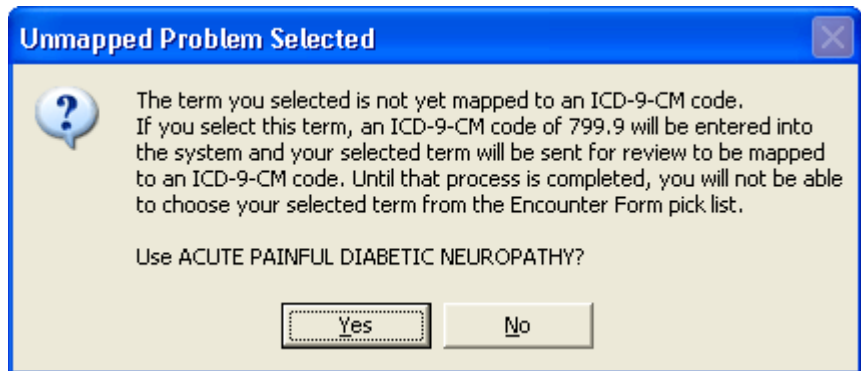 Unmapped Problem Selected
The term you selected is not yet mapped to an ICD-9-CM code.
If you select this term, an ICD-9-CM code of 799.9 will be entered into
the system and your selected term will be sent for review to be mapped
to an ICD-9-CM code. Until that process is completed, you will not be able
to choose your selected term from the Encounter Form pick list.
Use ACUTE PAINFUL DIABETIC NEUROPATHY?
Yes No